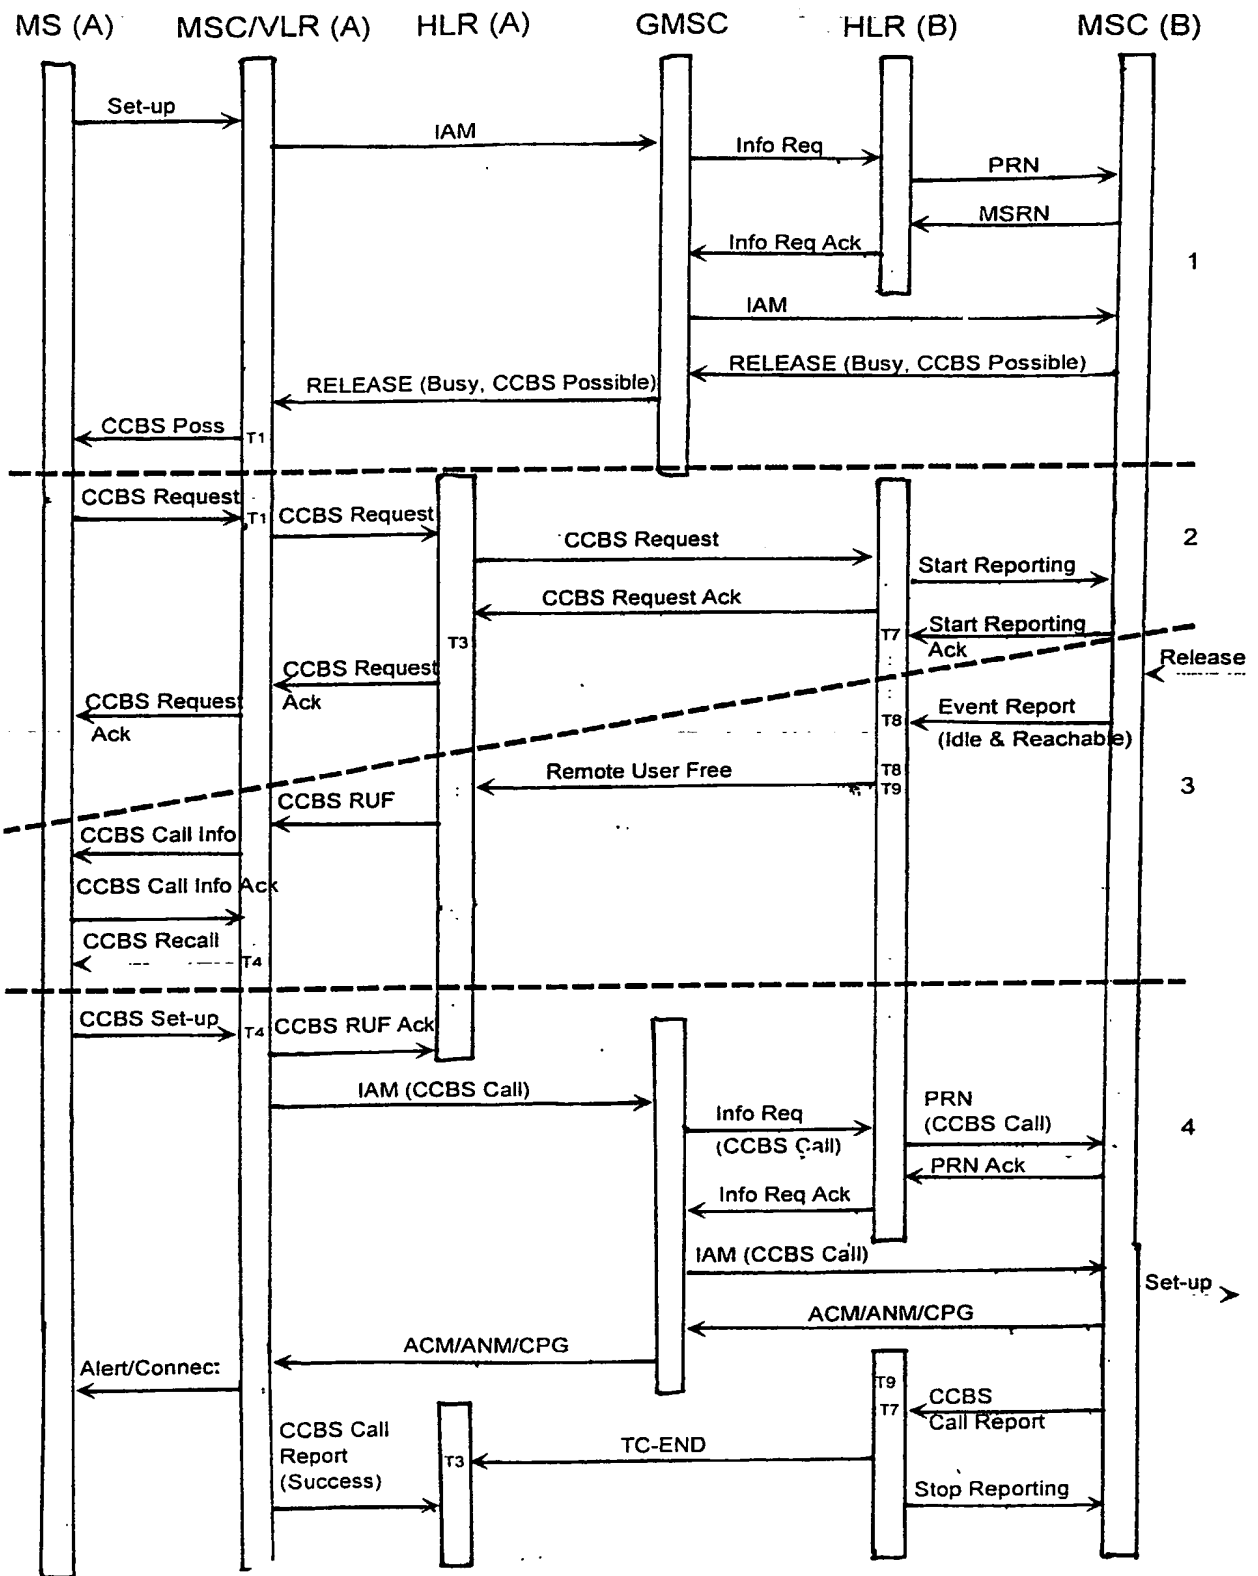 MS (A) MSC/VLR (A) HLR (A) GMSC HLR (B) MSC (B)
Set-up
IAM
Info Req
PRN
MSRN
Info Req Ack
1
IAM
RELEASE (Busy, CCBS Possible)
RELEASE (Busy, CCBS Possible)
CCBS Poss
T1
CCBS Request
T1
CCBS Request
CCBS Request
2
Start Reporting
CCBS Request Ack
T3
T7
Start Reporting
Ack
Release
CCBS Request
Ack
CCBS Request
Ack
T8
Event Report
(Idle & Reachable)
Remote User Free
T8
T9
3
CCBS RUF
CCBS Call Info
CCBS Call Info Ack
CCBS Recall
T4
CCBS Set-up
T4
CCBS RUF Ack
IAM (CCBS Call)
Info Req
(CCBS Call)
PRN
(CCBS Call)
4
PRN Ack
Info Req Ack
IAM (CCBS Call)
Set-up
ACM/ANM/CPG
ACM/ANM/CPG
Alert/Connect
T9
T7
CCBS
Call Report
CCBS Call
Report
(Success)
T3
TC-END
Stop Reporting